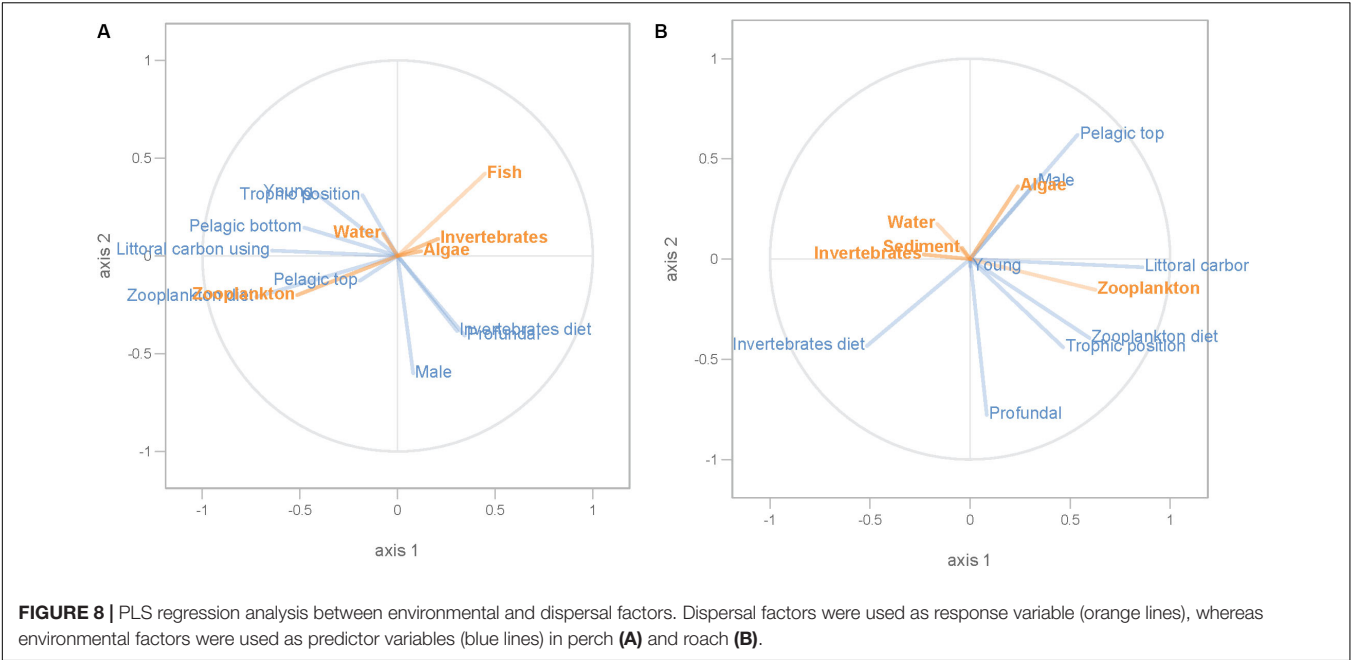 A
B
1
0.5
0
-0.5
-1
axis 2
Fish
Young
Trophic position
Pelagic bottom
Water
Invertebrates
Littoral carbon using
Algae
Pelagic top
Zooplankton diet
Zooplankton
Invertebrates diet
Profundal
Male
-1
-0.5
0
0.5
1
axis 1
1
0.5
0
-0.5
-1
axis 2
Pelagic top
Male
Algae
Water
Sediment
Invertebrates
Young
Littoral carbor
Zooplankton
Zooplankton diet
Trophic position
Invertebrates diet
Profundal
-1
-0.5
0
0.5
1
axis 1
FIGURE 8 | PLS regression analysis between environmental and dispersal factors. Dispersal factors were used as response variable (orange lines), whereas
environmental factors were used as predictor variables (blue lines) in perch (A) and roach (B).